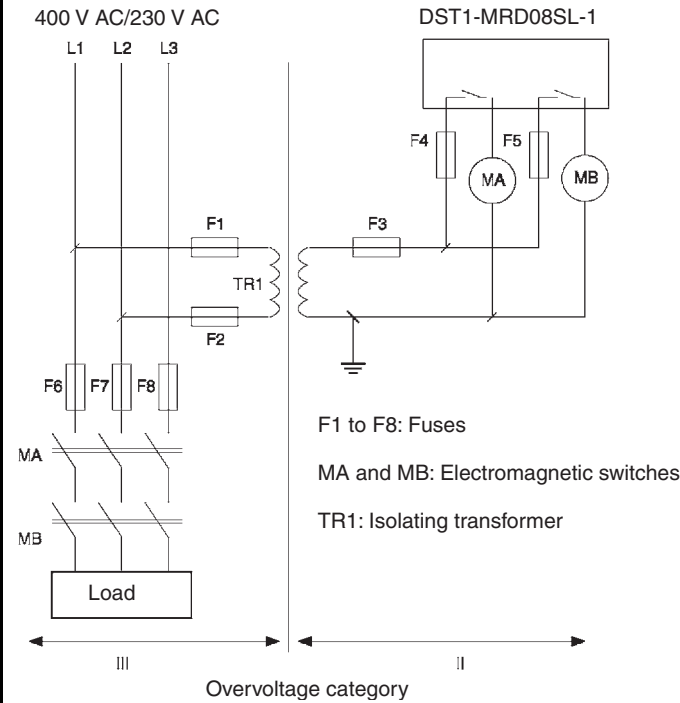 400 V AC/230 V AC
DST1-MRD08SL-1
L1 L2 L3
F4
F5
MA
MB
F1
F3
TR1
F2
F6
F7
F8
F1 to F8: Fuses
MA
MA and MB: Electromagnetic switches
TR1: Isolating transformer
MB
Load
III
II
Overvoltage category